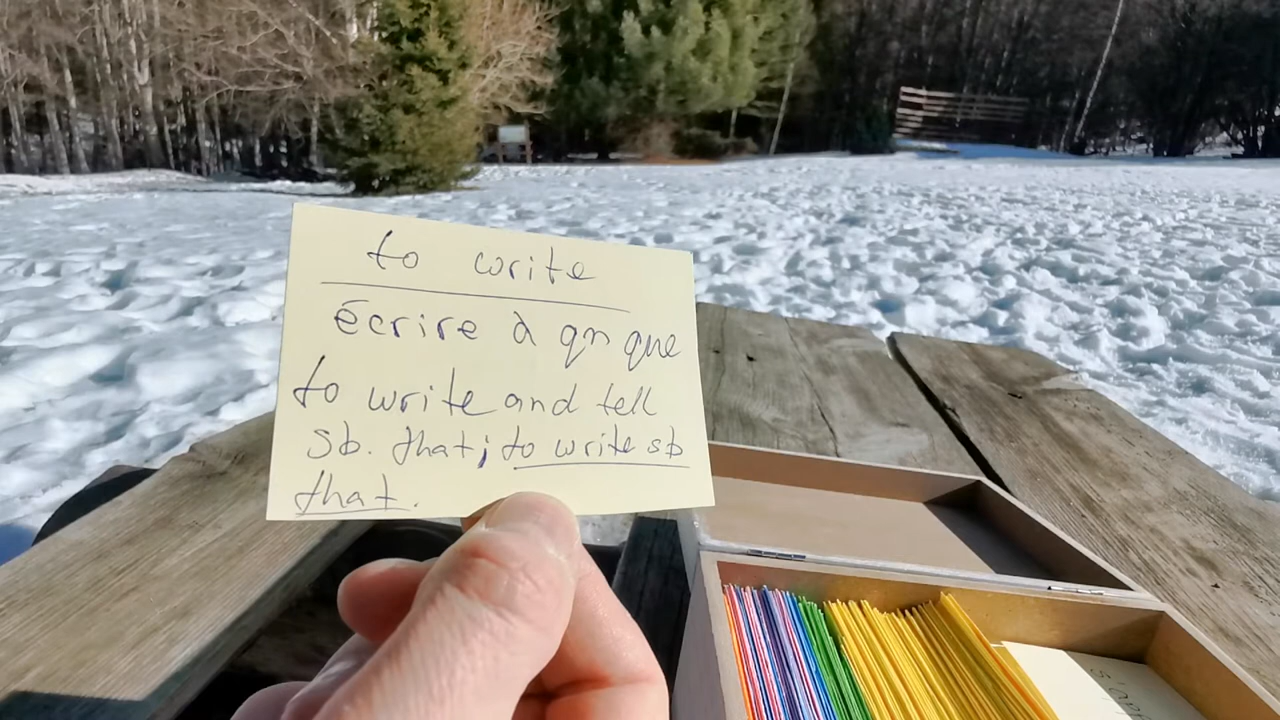 to write
écrire à qn que
to write and tell
sb. that; to write sb
that.